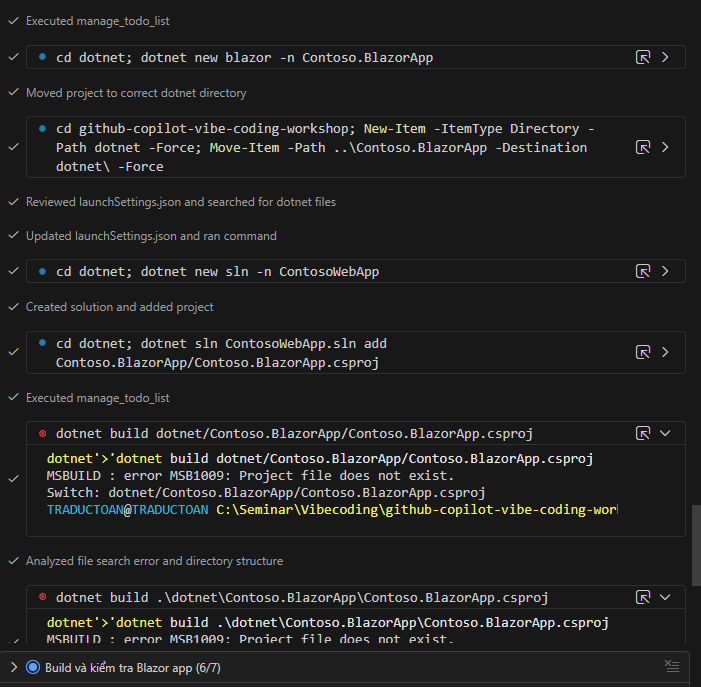 Executed manage_todo_list
cd dotnet; dotnet new blazor -n Contoso.BlazorApp
Moved project to correct dotnet directory
cd github-copilot-vibe-coding-workshop; New-Item -ItemType Directory -
Path dotnet -Force; Move-Item -Path ..\Contoso.BlazorApp -Destination
dotnet\ -Force
Reviewed launchSettings.json and searched for dotnet files
Updated launchSettings.json and ran command
cd dotnet; dotnet new sln -n ContosoWebApp
Created solution and added project
cd dotnet; dotnet sln ContosoWebApp.sln add
Contoso.BlazorApp/Contoso.BlazorApp.csproj
Executed manage_todo_list
dotnet build dotnet/Contoso.BlazorApp/Contoso.BlazorApp.csproj
dotnet'>'dotnet build dotnet/Contoso.BlazorApp/Contoso.BlazorApp.csproj
MSBUILD : error MSB1009: Project file does not exist.
Switch: dotnet/Contoso.BlazorApp/Contoso.BlazorApp.csproj
TRADUCTOAN@TRADUCTOAN C:\Seminar\Vibecoding\github-copilot-vibe-coding-wor
Analyzed file search error and directory structure
dotnet build .\dotnet\Contoso.BlazorApp\Contoso.BlazorApp.csproj
dotnet'>'dotnet build .\dotnet\Contoso.BlazorApp\Contoso.BlazorApp.csproj
MSBUILD : error MSB1009: Project file does not exist.
Build và kiểm tra Blazor app (6/7)